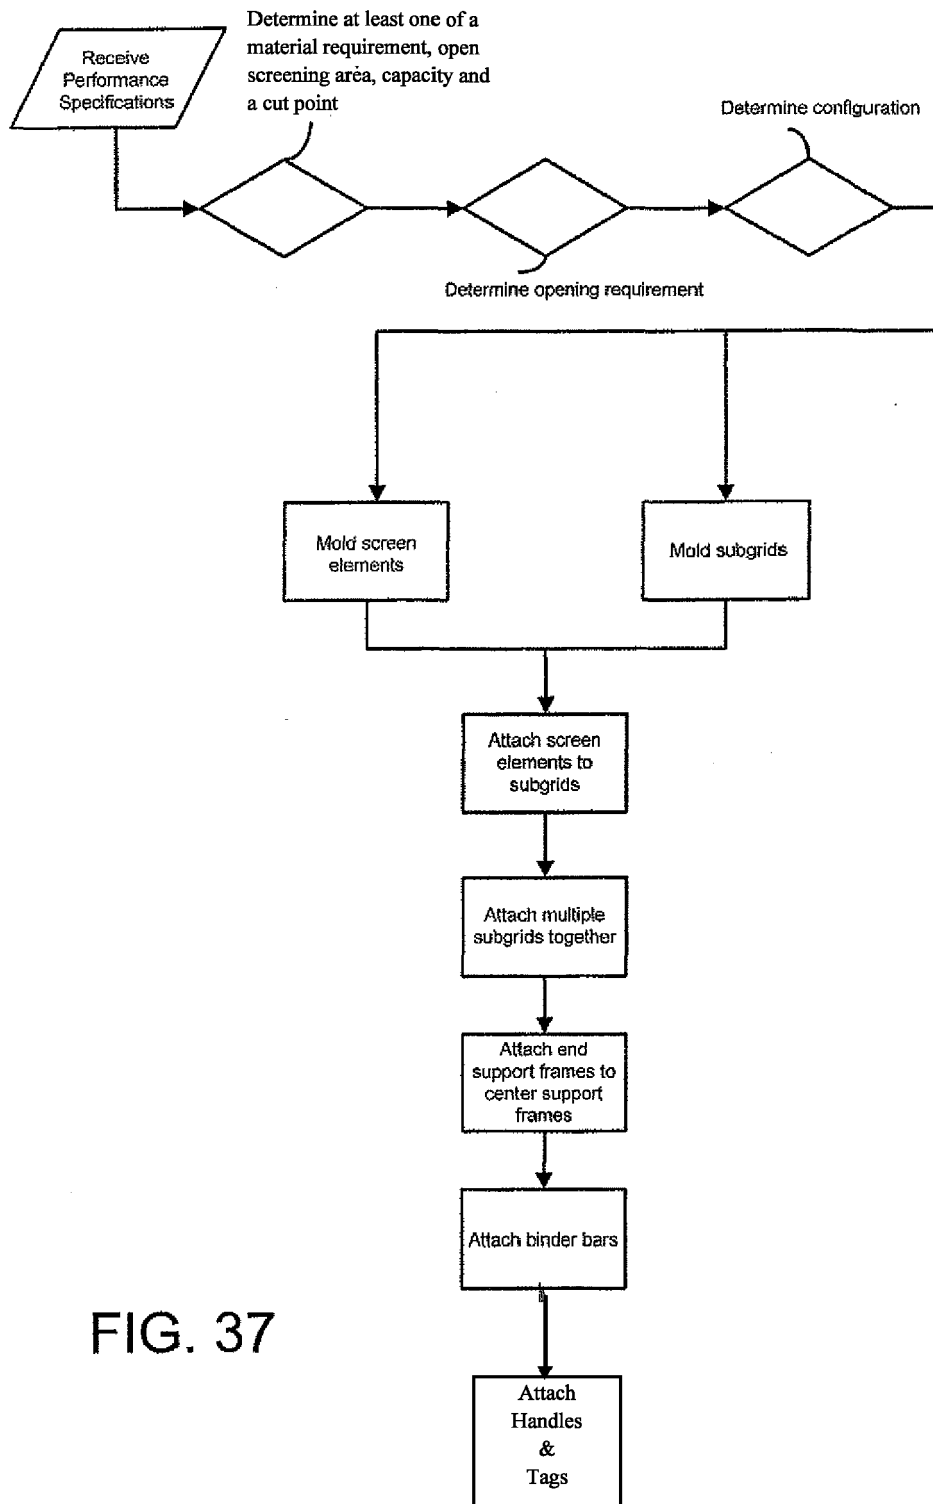 Receive
Performance
Specifications
Determine at least one of a
material requirement, open
screening area, capacity and
a cut point
Determine configuration
Determine opening requirement
Mold screen
elements
Mold subgrids
Attach screen
elements to
subgrids
Attach multiple
subgrids together
Attach end
support frames to
center support
frames
Attach binder bars
FIG. 37
Attach
Handles
&
Tags